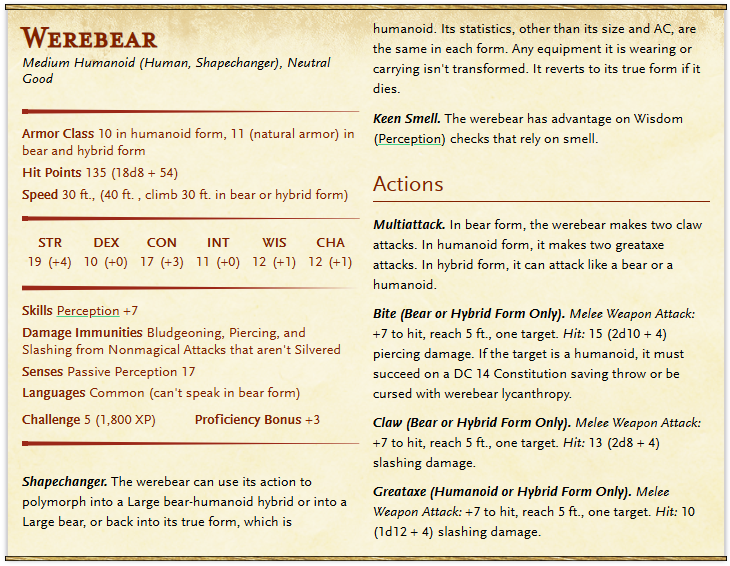 Werebear
Medium Humanoid (Human, Shapechanger), Neutral
Good
Armor Class 10 in humanoid form, 11 (natural armor) in
bear and hybrid form
Hit Points 135 (18d8 + 54)
Speed 30 ft., (40 ft. , climb 30 ft. in bear or hybrid form)
STR DEX CON INT WIS CHA
19 (+4) 10 (+0) 17 (+3) 11 (+0) 12 (+1) 12 (+1)
Skills Perception +7
Damage Immunities Bludgeoning, Piercing, and
Slashing from Nonmagical Attacks that aren't Silvered
Senses Passive Perception 17
Languages Common (can't speak in bear form)
Challenge 5 (1,800 XP) Proficiency Bonus +3
Shapechanger. The werebear can use its action to
polymorph into a Large bear-humanoid hybrid or into a
Large bear, or back into its true form, which is
humanoid. Its statistics, other than its size and AC, are
the same in each form. Any equipment it is wearing or
carrying isn't transformed. It reverts to its true form if it
dies.
Keen Smell. The werebear has advantage on Wisdom
(Perception) checks that rely on smell.
Actions
Multiattack. In bear form, the werebear makes two claw
attacks. In humanoid form, it makes two greataxe
attacks. In hybrid form, it can attack like a bear or a
humanoid.
Bite (Bear or Hybrid Form Only). Melee Weapon Attack:
+7 to hit, reach 5 ft., one target. Hit: 15 (2d10 + 4)
piercing damage. If the target is a humanoid, it must
succeed on a DC 14 Constitution saving throw or be
cursed with werebear lycanthropy.
Claw (Bear or Hybrid Form Only). Melee Weapon Attack:
+7 to hit, reach 5 ft., one target. Hit: 13 (2d8 + 4)
slashing damage.
Greataxe (Humanoid or Hybrid Form Only). Melee
Weapon Attack: +7 to hit, reach 5 ft., one target. Hit: 10
(1d12 + 4) slashing damage.